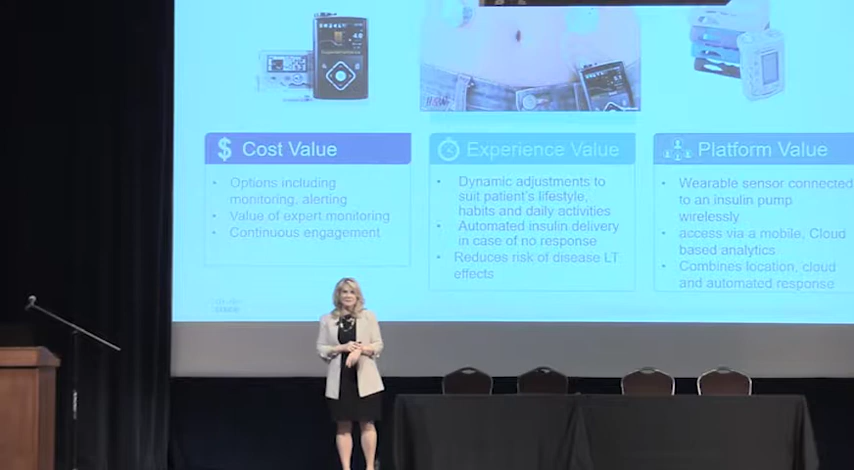 $ Cost Value
• Options including
monitoring, alerting
• Value of expert monitoring
• Continuous engagement
Experience Value
• Dynamic adjustments to
suit patient's lifestyle,
habits and daily activities
• Automated insulin delivery
in case of no response
• Reduces risk of disease LT
effects
Platform Value
• Wearable sensor connected
to an insulin pump
wirelessly
• access via a mobile, Cloud
based analytics
• Combines location, cloud
and automated response